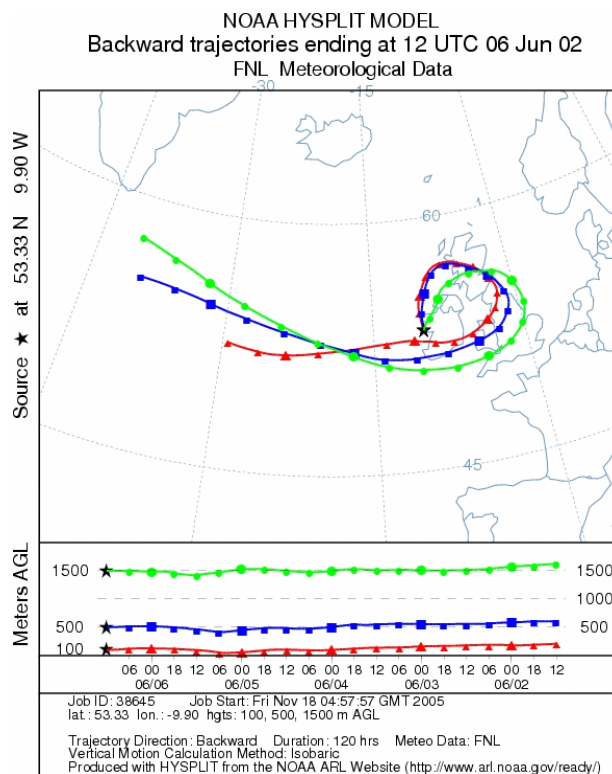 NOAA HYSPLIT MODEL
Backward trajectories ending at 12 UTC 06 Jun 02
FNL Meteorological Data
Source ★ at 53.33 N 9.90 W
-30
-15
60
45
Meters AGL
1500 1500
1000
500 500
100
06 00 18 12 06 00 18 12 06 00 18 12 06 00 18 12 06 00 18 12
06/06 06/05 06/04 06/03 06/02
Job ID: 38645 Job Start: Fri Nov 18 04:57:57 GMT 2005
lat.: 53.33 lon.: -9.90 hgts: 100, 500, 1500 m AGL
Trajectory Direction: Backward Duration: 120 hrs Meteo Data: FNL
Vertical Motion Calculation Method: Isobaric
Produced with HYSPLIT from the NOAA ARL Website (http://www.arl.noaa.gov/ready/)